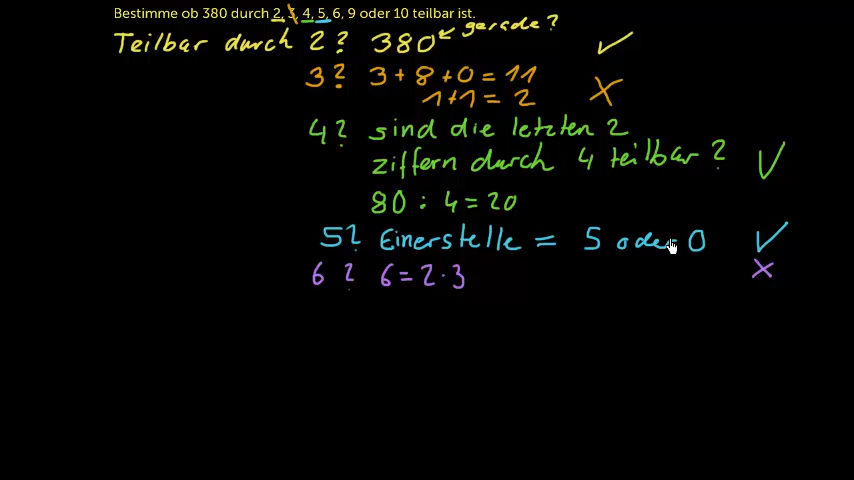 Bestimme ob 380 durch 2, 3, 4, 5, 6, 9 oder 10 teilbar ist.
Teilbar durch 2? 380 gerade? ✓
3? 3+8+0=11 X
1+1=2
4? sind die letzten 2
ziffern durch 4 teilbar? ✓
80:4=20
5? Einerstelle = 5 oder 0 ✓
6? 6=2·3 X